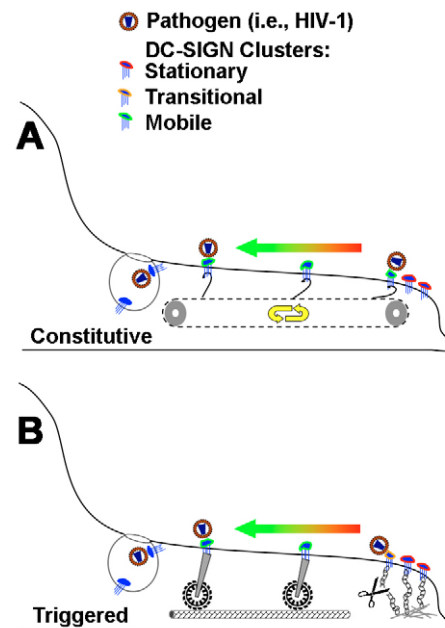 Pathogen (i.e., HIV-1)
DC-SIGN Clusters:
Stationary
Transitional
Mobile
A
Constitutive
B
Triggered